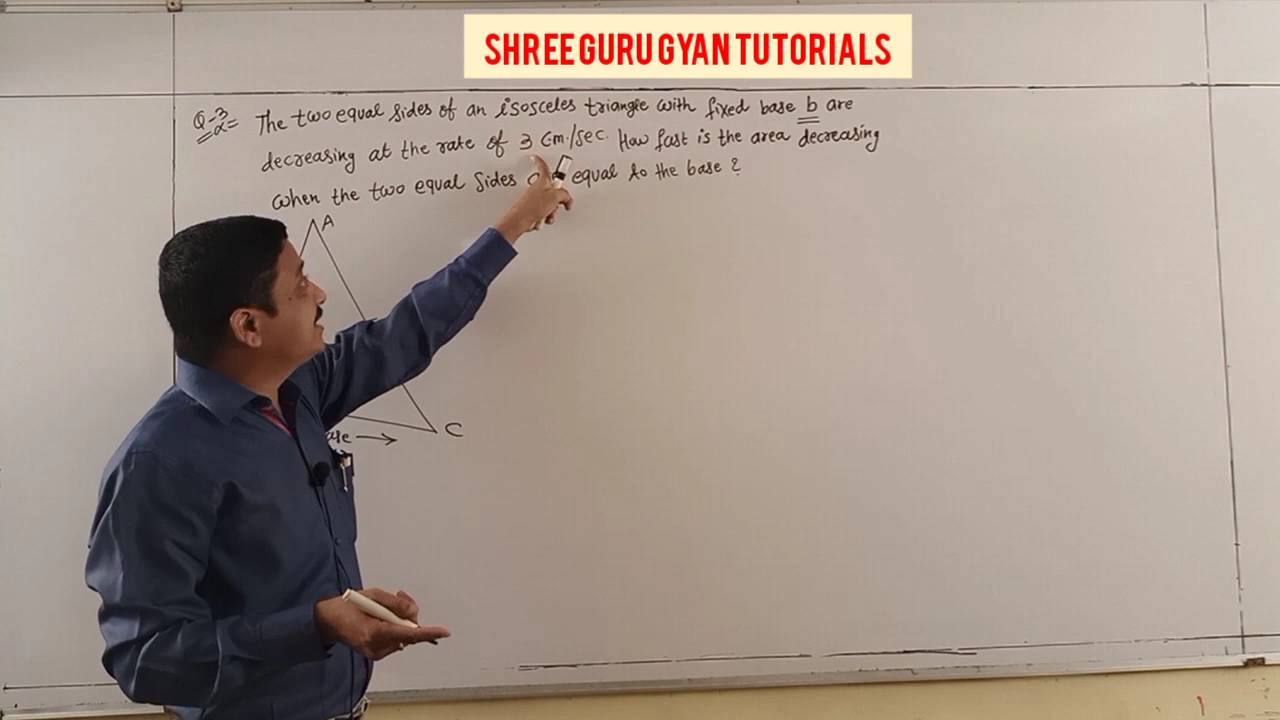 SHREE GURU GYAN TUTORIALS
Q-3 The two equal sides of an isosceles triangle with fixed base b are
decreasing at the rate of 3 cm./sec. How fast is the area decreasing
when the two equal sides equal to the base ?
A
C